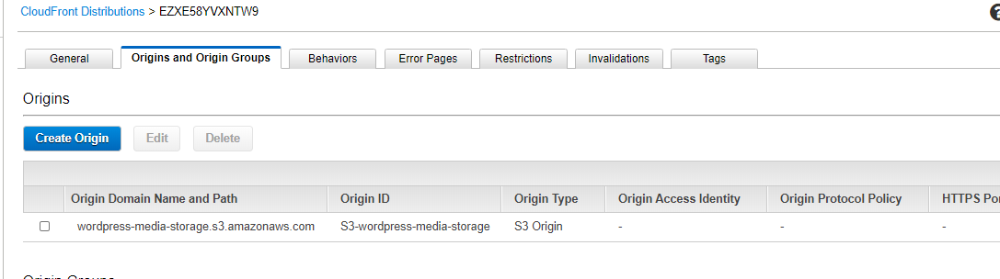 CloudFront Distributions > EZXE58YVXNTW9
General Origins and Origin Groups Behaviors Error Pages Restrictions Invalidations Tags
Origins
Create Origin Edit Delete
Origin Domain Name and Path Origin ID Origin Type Origin Access Identity Origin Protocol Policy HTTPS Po
wordpress-media-storage.s3.amazonaws.com S3-wordpress-media-storage S3 Origin - - -
Origin Groups